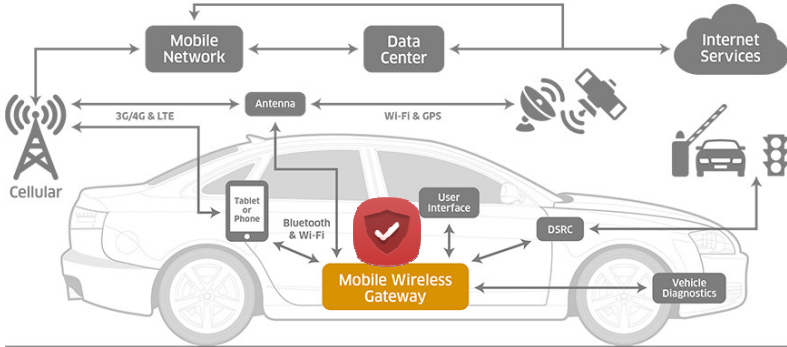 Mobile
Network
Data
Center
Internet
Services
Antenna
3G/4G & LTE
Wi-Fi & GPS
Cellular
Tablet
or
Phone
User
Interface
Bluetooth
& Wi-Fi
DSRC
Mobile Wireless
Gateway
Vehicle
Diagnostics